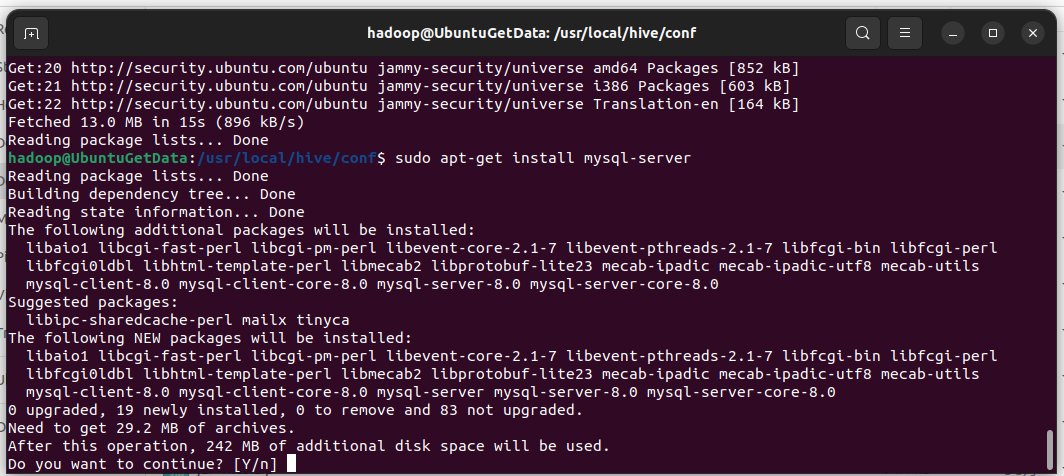 hadoop@UbuntuGetData: /usr/local/hive/conf
Get:20 http://security.ubuntu.com/ubuntu jammy-security/universe amd64 Packages [852 kB]
Get:21 http://security.ubuntu.com/ubuntu jammy-security/universe i386 Packages [603 kB]
Get:22 http://security.ubuntu.com/ubuntu jammy-security/universe Translation-en [164 kB]
Fetched 13.0 MB in 15s (896 kB/s)
Reading package lists... Done
hadoop@UbuntuGetData:/usr/local/hive/conf$ sudo apt-get install mysql-server
Reading package lists... Done
Building dependency tree... Done
Reading state information... Done
The following additional packages will be installed:
  libaio1 libcgi-fast-perl libcgi-pm-perl libevent-core-2.1-7 libevent-pthreads-2.1-7 libfcgi-bin libfcgi-perl
  libfcgi0ldbl libhtml-template-perl libmecab2 libprotobuf-lite23 mecab-ipadic mecab-ipadic-utf8 mecab-utils
  mysql-client-8.0 mysql-client-core-8.0 mysql-server-8.0 mysql-server-core-8.0
Suggested packages:
  libipc-sharedcache-perl mailx tinyca
The following NEW packages will be installed:
  libaio1 libcgi-fast-perl libcgi-pm-perl libevent-core-2.1-7 libevent-pthreads-2.1-7 libfcgi-bin libfcgi-perl
  libfcgi0ldbl libhtml-template-perl libmecab2 libprotobuf-lite23 mecab-ipadic mecab-ipadic-utf8 mecab-utils
  mysql-client-8.0 mysql-client-core-8.0 mysql-server mysql-server-8.0 mysql-server-core-8.0
0 upgraded, 19 newly installed, 0 to remove and 83 not upgraded.
Need to get 29.2 MB of archives.
After this operation, 242 MB of additional disk space will be used.
Do you want to continue? [Y/n]